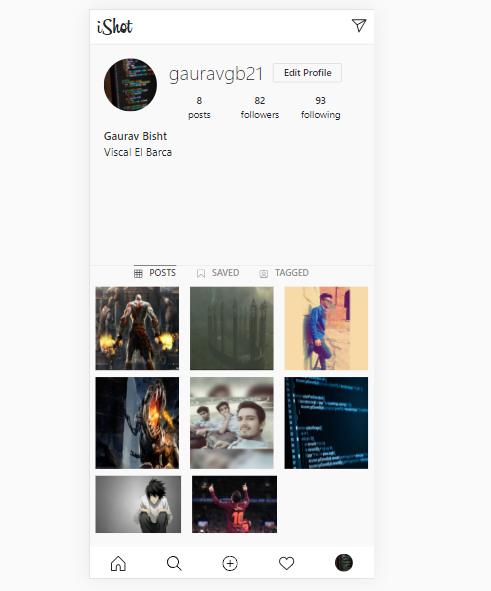 iShot
gauravgb21 Edit Profile
8 82 93
posts followers following
Gaurav Bisht
Viscal El Barca
POSTS SAVED TAGGED